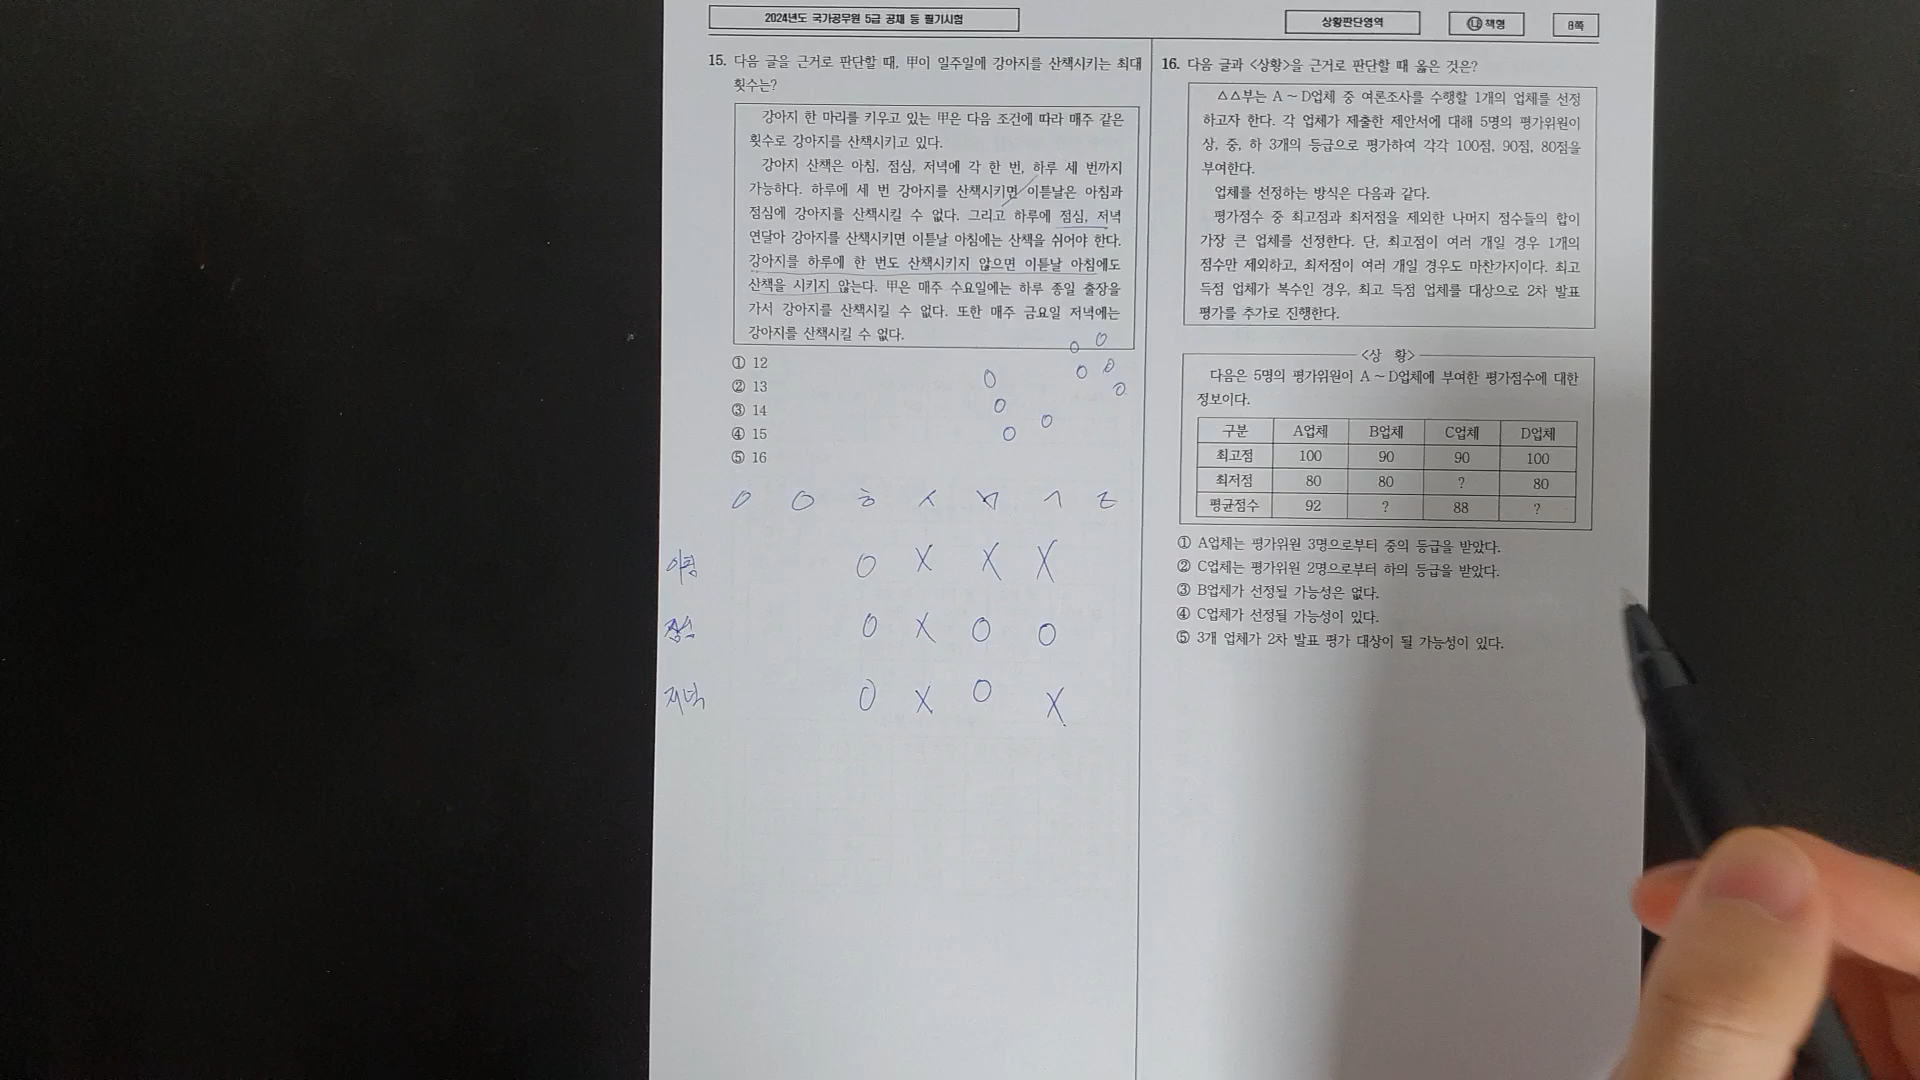 2024년도 국가공무원 5급 공채 등 필기시험
상황판단영역
나 책형
8쪽
15. 다음 글을 근거로 판단할 때, 甲이 일주일에 강아지를 산책시키는 최대
횟수는?
강아지 한 마리를 키우고 있는 甲은 다음 조건에 따라 매주 같은
횟수로 강아지를 산책시키고 있다.
강아지 산책은 아침, 점심, 저녁에 각 한 번, 하루 세 번까지
가능하다. 하루에 세 번 강아지를 산책시키면 이튿날은 아침과
점심에 강아지를 산책시킬 수 없다. 그리고 하루에 점심, 저녁
연달아 강아지를 산책시키면 이튿날 아침에는 산책을 쉬어야 한다.
강아지를 하루에 한 번도 산책시키지 않으면 이튿날 아침에도
산책을 시키지 않는다. 甲은 매주 수요일에는 하루 종일 출장을
가서 강아지를 산책시킬 수 없다. 또한 매주 금요일 저녁에는
강아지를 산책시킬 수 없다.
① 12
② 13
③ 14
④ 15
⑤ 16
아침 O X X X
점심 O X O O
저녁 O X O X
16. 다음 글과 <상황>을 근거로 판단할 때 옳은 것은?
△△부는 A～D업체 중 여론조사를 수행할 1개의 업체를 선정
하고자 한다. 각 업체가 제출한 제안서에 대해 5명의 평가위원이
상, 중, 하 3개의 등급으로 평가하여 각각 100점, 90점, 80점을
부여한다.
업체를 선정하는 방식은 다음과 같다.
평가점수 중 최고점과 최저점을 제외한 나머지 점수들의 합이
가장 큰 업체를 선정한다. 단, 최고점이 여러 개일 경우 1개의
점수만 제외하고, 최저점이 여러 개일 경우도 마찬가지이다. 최고
득점 업체가 복수인 경우, 최고 득점 업체를 대상으로 2차 발표
평가를 추가로 진행한다.
<상 황>
다음은 5명의 평가위원이 A～D업체에 부여한 평가점수에 대한
정보이다.
구분 A업체 B업체 C업체 D업체
최고점 100 90 90 100
최저점 80 80 ? 80
평균점수 92 ? 88 ?
① A업체는 평가위원 3명으로부터 중의 등급을 받았다.
② C업체는 평가위원 2명으로부터 하의 등급을 받았다.
③ B업체가 선정될 가능성은 없다.
④ C업체가 선정될 가능성이 있다.
⑤ 3개 업체가 2차 발표 평가 대상이 될 가능성이 있다.